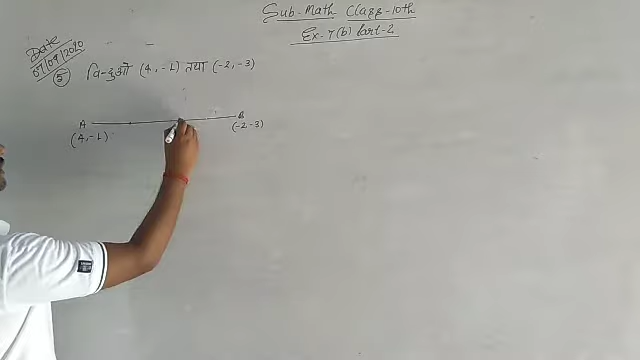 Sub-Math Class-10th
Ex-7(b) Part-2
Date
07/09/2020
(5) विन्दुओ (4, -1) तथा (-2, -3)
A B
(4, -1) (-2 -3)